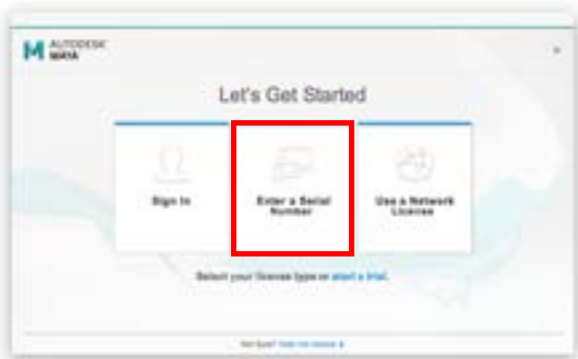 M AUTODESK
MAYA
Let's Get Started
Sign In
Enter a Serial
Number
Use a Network
License
Select your license type or start a trial.